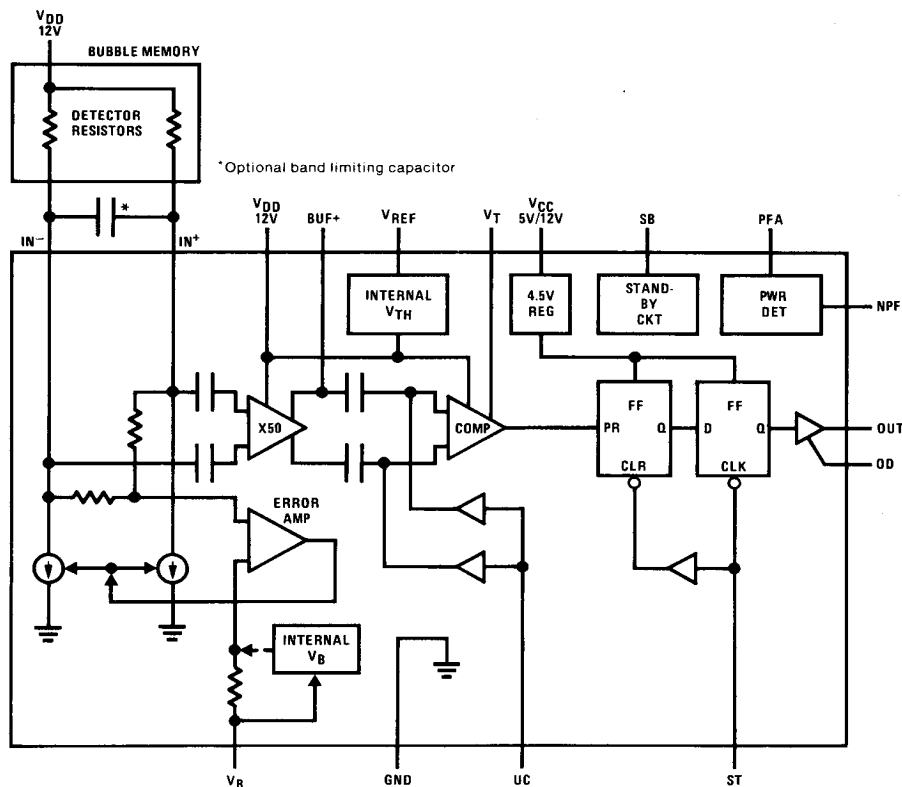 VDD
12V
BUBBLE MEMORY
DETECTOR
RESISTORS
*Optional band limiting capacitor
*
IN-
IN+
VDD
12V
BUF+
VREF
VT
VCC
5V/12V
SB
PFA
INTERNAL
VTH
4.5V
REG
STAND-
BY
CKT
PWR
DET
NPF
X50
COMP
FF
PR
Q
CLR
FF
D
Q
CLK
OUT
OD
ERROR
AMP
INTERNAL
VB
VB
GND
UC
ST